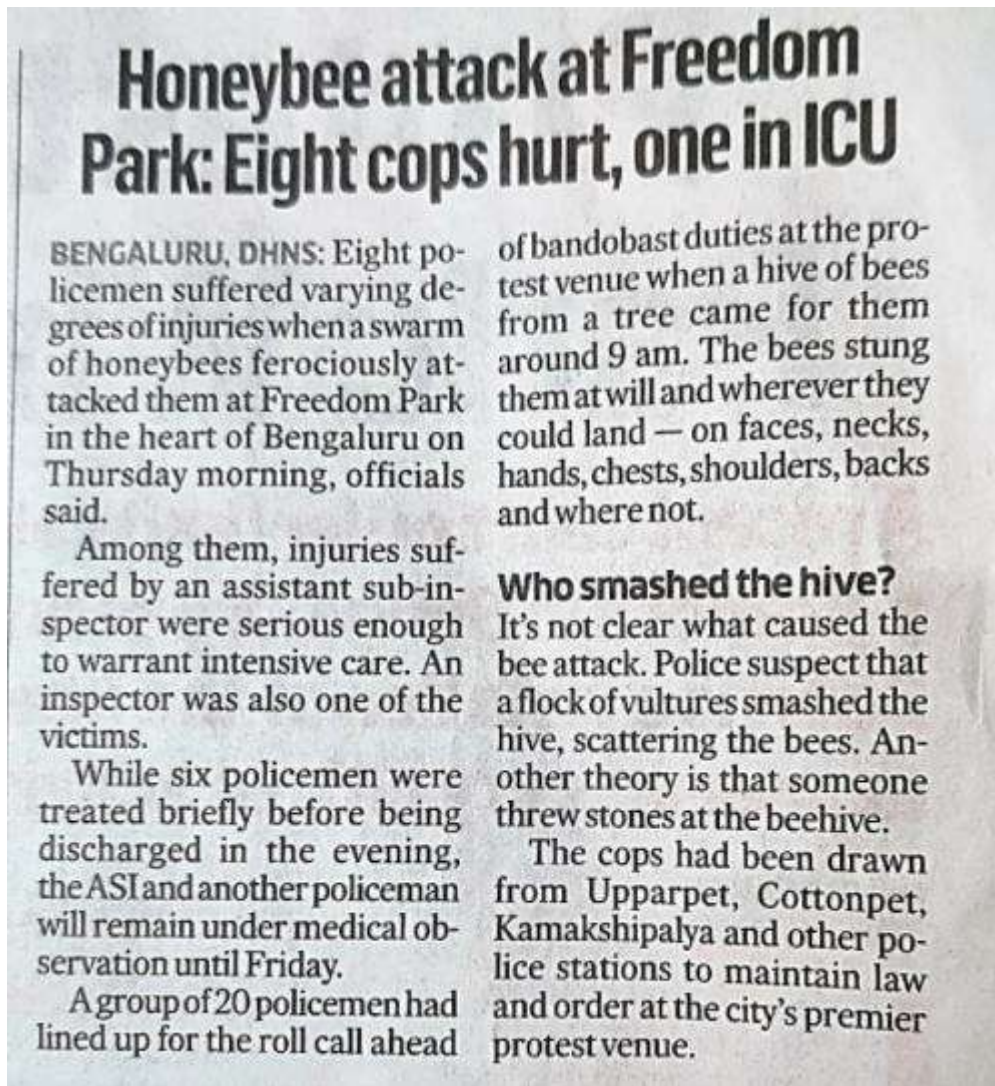 Honeybee attack at Freedom
Park: Eight cops hurt, one in ICU
BENGALURU, DHNS: Eight po-
licemen suffered varying de-
grees of injuries when a swarm
of honeybees ferociously at-
tacked them at Freedom Park
in the heart of Bengaluru on
Thursday morning, officials
said.
Among them, injuries suf-
fered by an assistant sub-in-
spector were serious enough
to warrant intensive care. An
inspector was also one of the
victims.
While six policemen were
treated briefly before being
discharged in the evening,
the ASI and another policeman
will remain under medical ob-
servation until Friday.
A group of 20 policemen had
lined up for the roll call ahead
of bandobast duties at the pro-
test venue when a hive of bees
from a tree came for them
around 9 am. The bees stung
them at will and wherever they
could land — on faces, necks,
hands, chests, shoulders, backs
and where not.
Who smashed the hive?
It's not clear what caused the
bee attack. Police suspect that
a flock of vultures smashed the
hive, scattering the bees. An-
other theory is that someone
threw stones at the beehive.
The cops had been drawn
from Upparpet, Cottonpet,
Kamakshipalya and other po-
lice stations to maintain law
and order at the city's premier
protest venue.